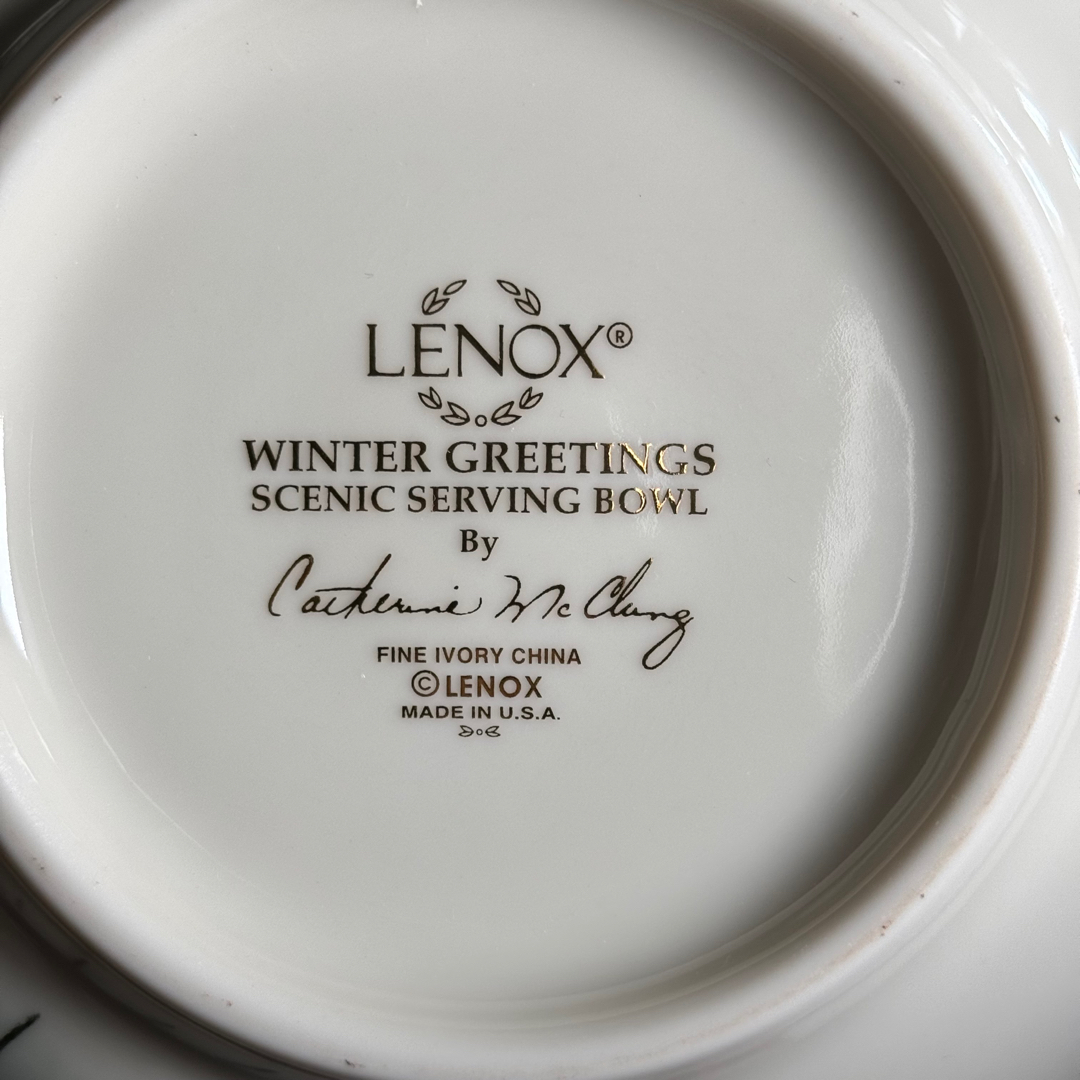 LENOX®
WINTER GREETINGS
SCENIC SERVING BOWL
By
Catherine McClung
FINE IVORY CHINA
© LENOX
MADE IN U.S.A.